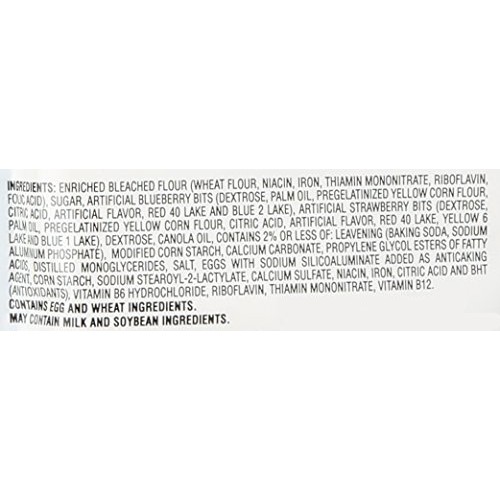 INGREDIENTS: ENRICHED BLEACHED FLOUR (WHEAT FLOUR, NIACIN, IRON, THIAMIN MONONITRATE, RIBOFLAVIN,
FOLIC ACID), SUGAR, ARTIFICIAL BLUEBERRY BITS (DEXTROSE, PALM OIL, PREGELATINIZED YELLOW CORN FLOUR,
CITRIC ACID, ARTIFICIAL FLAVOR, RED 40 LAKE AND BLUE 2 LAKE), ARTIFICIAL STRAWBERRY BITS (DEXTROSE,
PALM OIL, PREGELATINIZED YELLOW CORN FLOUR, CITRIC ACID, ARTIFICIAL FLAVOR, RED 40 LAKE, YELLOW 6
LAKE AND BLUE 1 LAKE), DEXTROSE, CANOLA OIL, CONTAINS 2% OR LESS OF: LEAVENING (BAKING SODA, SODIUM
ALUMINUM PHOSPHATE), MODIFIED CORN STARCH, CALCIUM CARBONATE, PROPYLENE GLYCOL ESTERS OF FATTY
ACIDS, DISTILLED MONOGLYCERIDES, SALT, EGGS WITH SODIUM SILICOALUMINATE ADDED AS ANTICAKING
AGENT, CORN STARCH, SODIUM STEAROYL-2-LACTYLATE, CALCIUM SULFATE, NIACIN, IRON, CITRIC ACID AND BHT
(ANTIOXIDANTS), VITAMIN B6 HYDROCHLORIDE, RIBOFLAVIN, THIAMIN MONONITRATE, VITAMIN B12.
CONTAINS EGG AND WHEAT INGREDIENTS.
MAY CONTAIN MILK AND SOYBEAN INGREDIENTS.